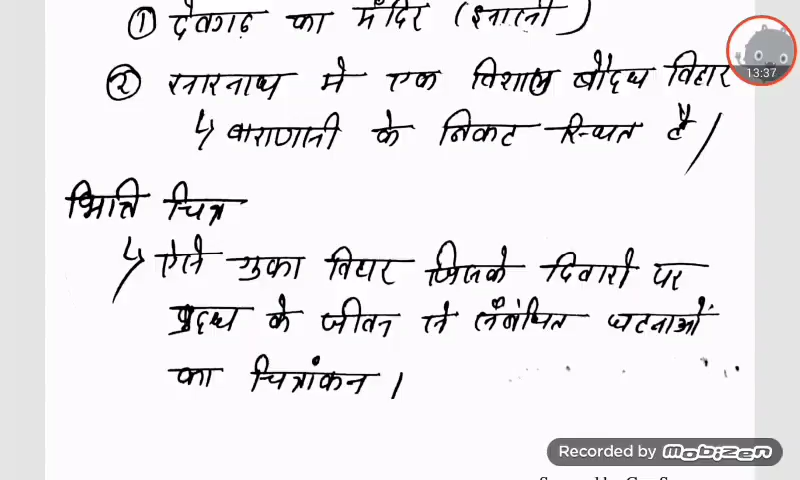 ① देवगढ़ का मंदिर (झांसी)
13:37
② सारनाथ मे एक विशाल बौद्ध विहार
↳ वाराणसी के निकट स्थित है।
भित्ति चित्र
↳ ऐसे गुफा विहार जिसके दिवारो पर
बुद्ध के जीवन से संबंधित घटनाओं
का चित्रांकन।
Recorded by mobizen